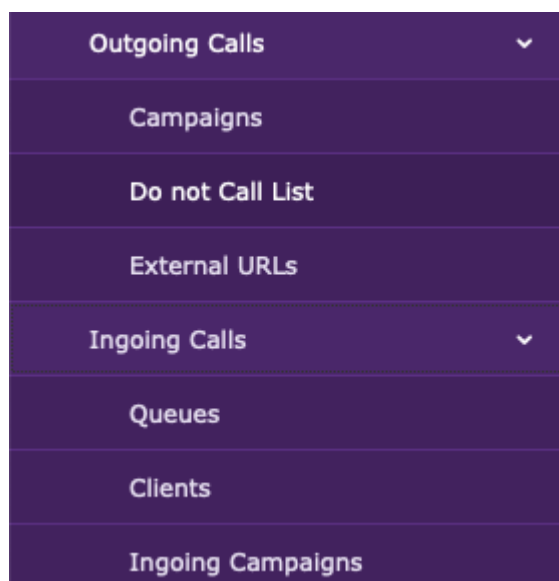 Outgoing Calls
Campaigns
Do not Call List
External URLs
Ingoing Calls
Queues
Clients
Ingoing Campaigns